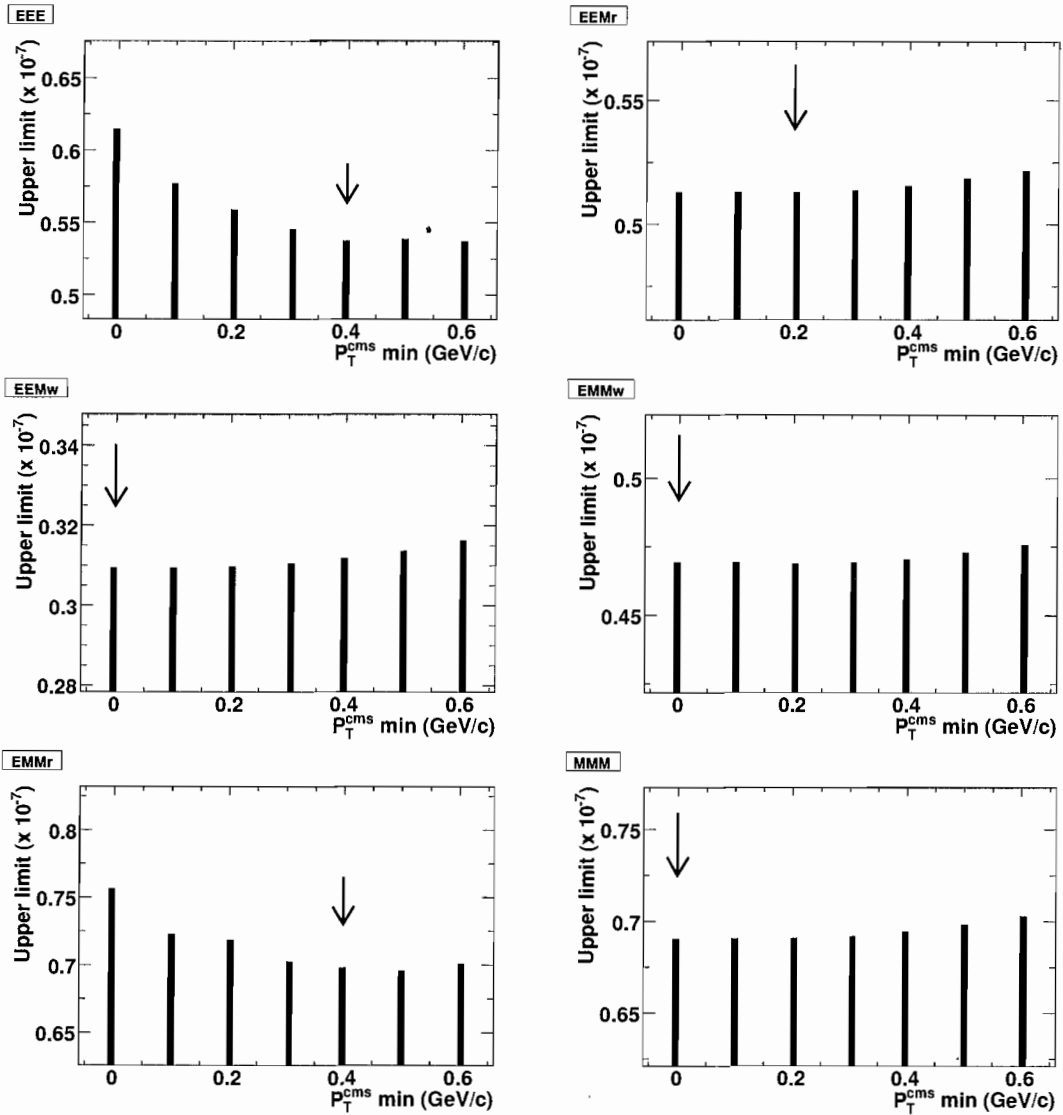 EEE
Upper limit (x 10^-7)
0.65
0.6
0.55
0.5
0 0.2 0.4 0.6
P_T^cms min (GeV/c)
EEMr
Upper limit (x 10^-7)
0.55
0.5
0 0.2 0.4 0.6
P_T^cms min (GeV/c)
EEMw
Upper limit (x 10^-7)
0.34
0.32
0.3
0.28
0 0.2 0.4 0.6
P_T^cms min (GeV/c)
EMMw
Upper limit (x 10^-7)
0.5
0.45
0 0.2 0.4 0.6
P_T^cms min (GeV/c)
EMMr
Upper limit (x 10^-7)
0.8
0.75
0.7
0.65
0 0.2 0.4 0.6
P_T^cms min (GeV/c)
MMM
Upper limit (x 10^-7)
0.75
0.7
0.65
0 0.2 0.4 0.6
P_T^cms min (GeV/c)